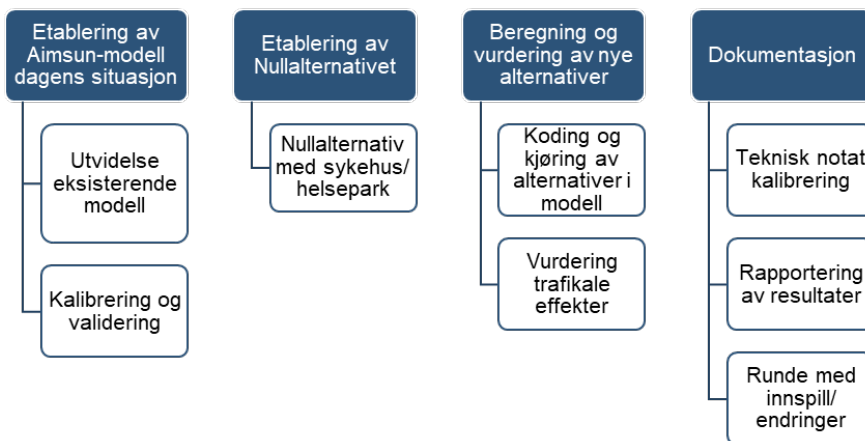 Etablering av
Aimsun-modell
dagens situasjon
Utvidelse
eksisterende
modell
Kalibrering og
validering
Etablering av
Nullalternativet
Nullalternativ
med sykehus/
helsepark
Beregning og
vurdering av nye
alternativer
Koding og
kjøring av
alternativer i
modell
Vurdering
trafikale
effekter
Dokumentasjon
Teknisk notat
kalibrering
Rapportering
av resultater
Runde med
innspill/
endringer